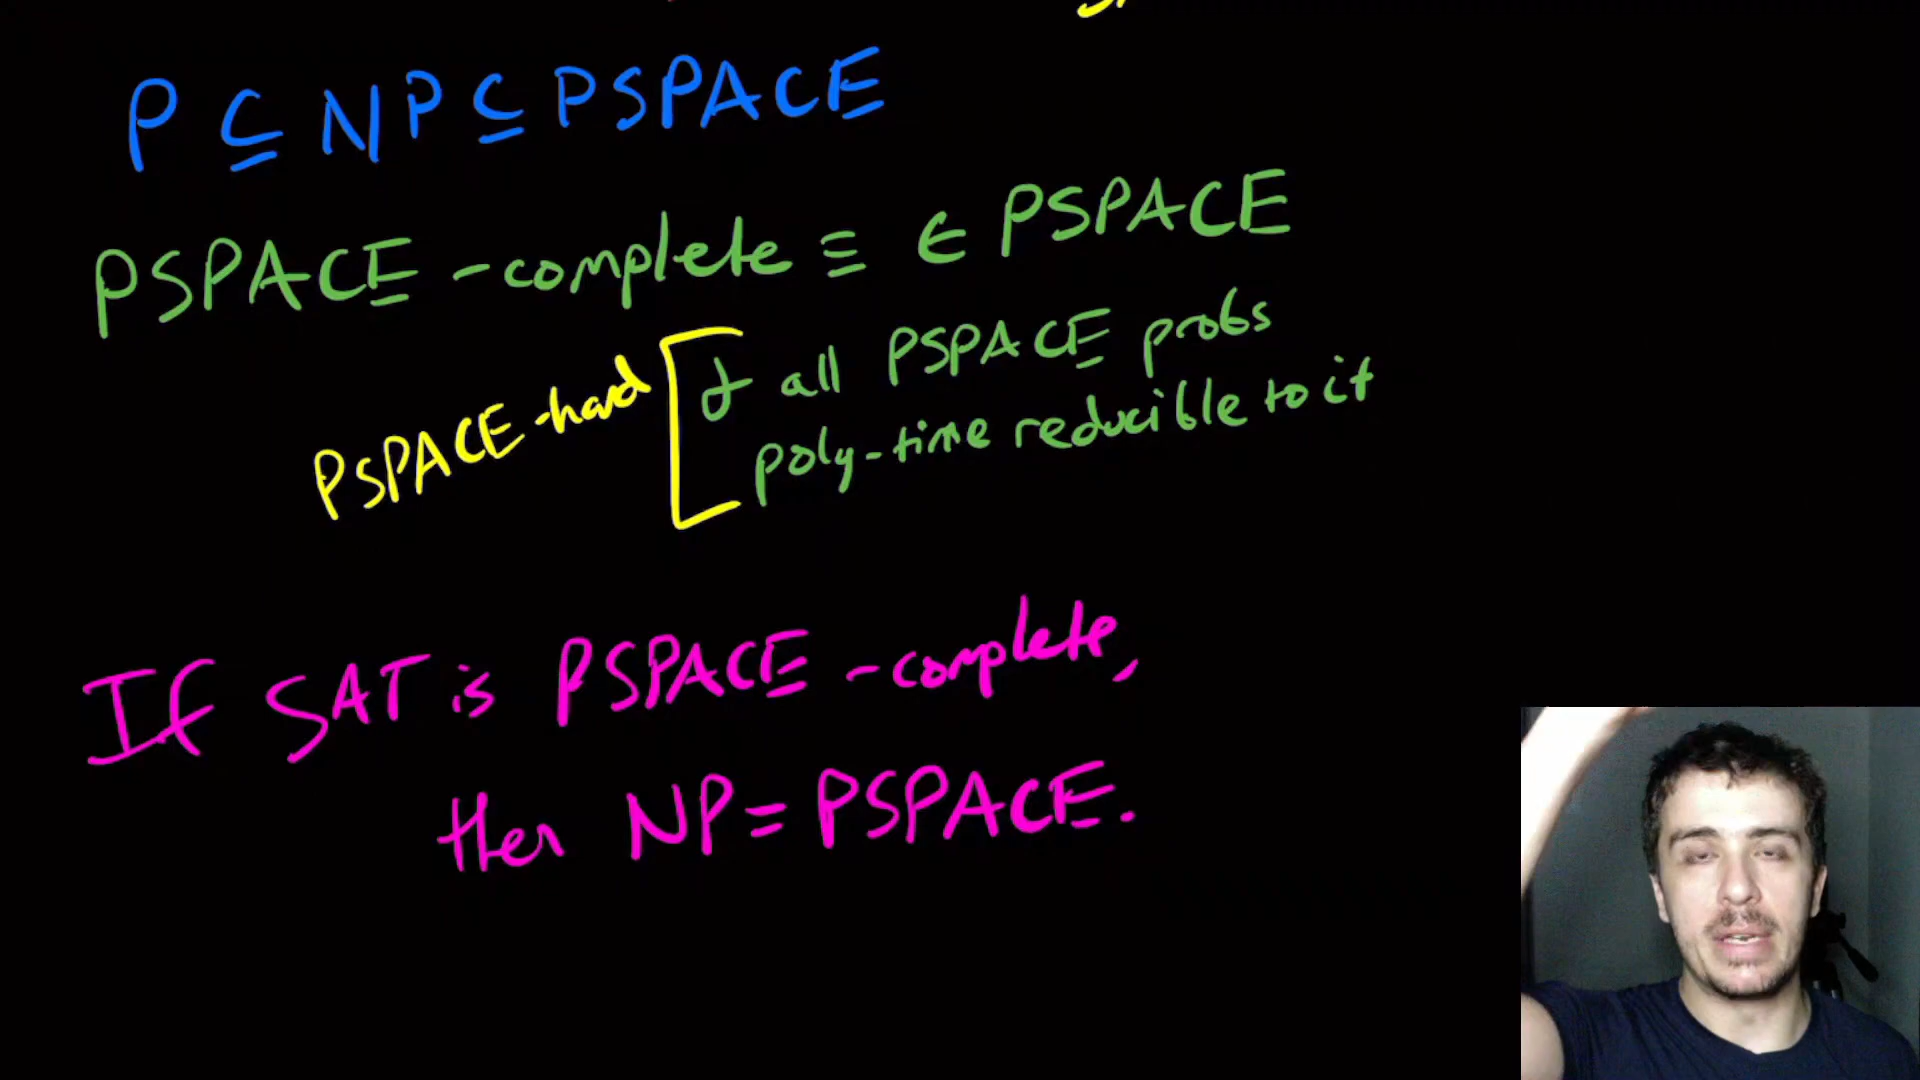 P ⊆ NP ⊆ PSPACE
PSPACE-complete ≡ ∈ PSPACE
& all PSPACE probs
PSPACE-hard
poly-time reducible to it
If SAT is PSPACE-complete,
then NP = PSPACE.